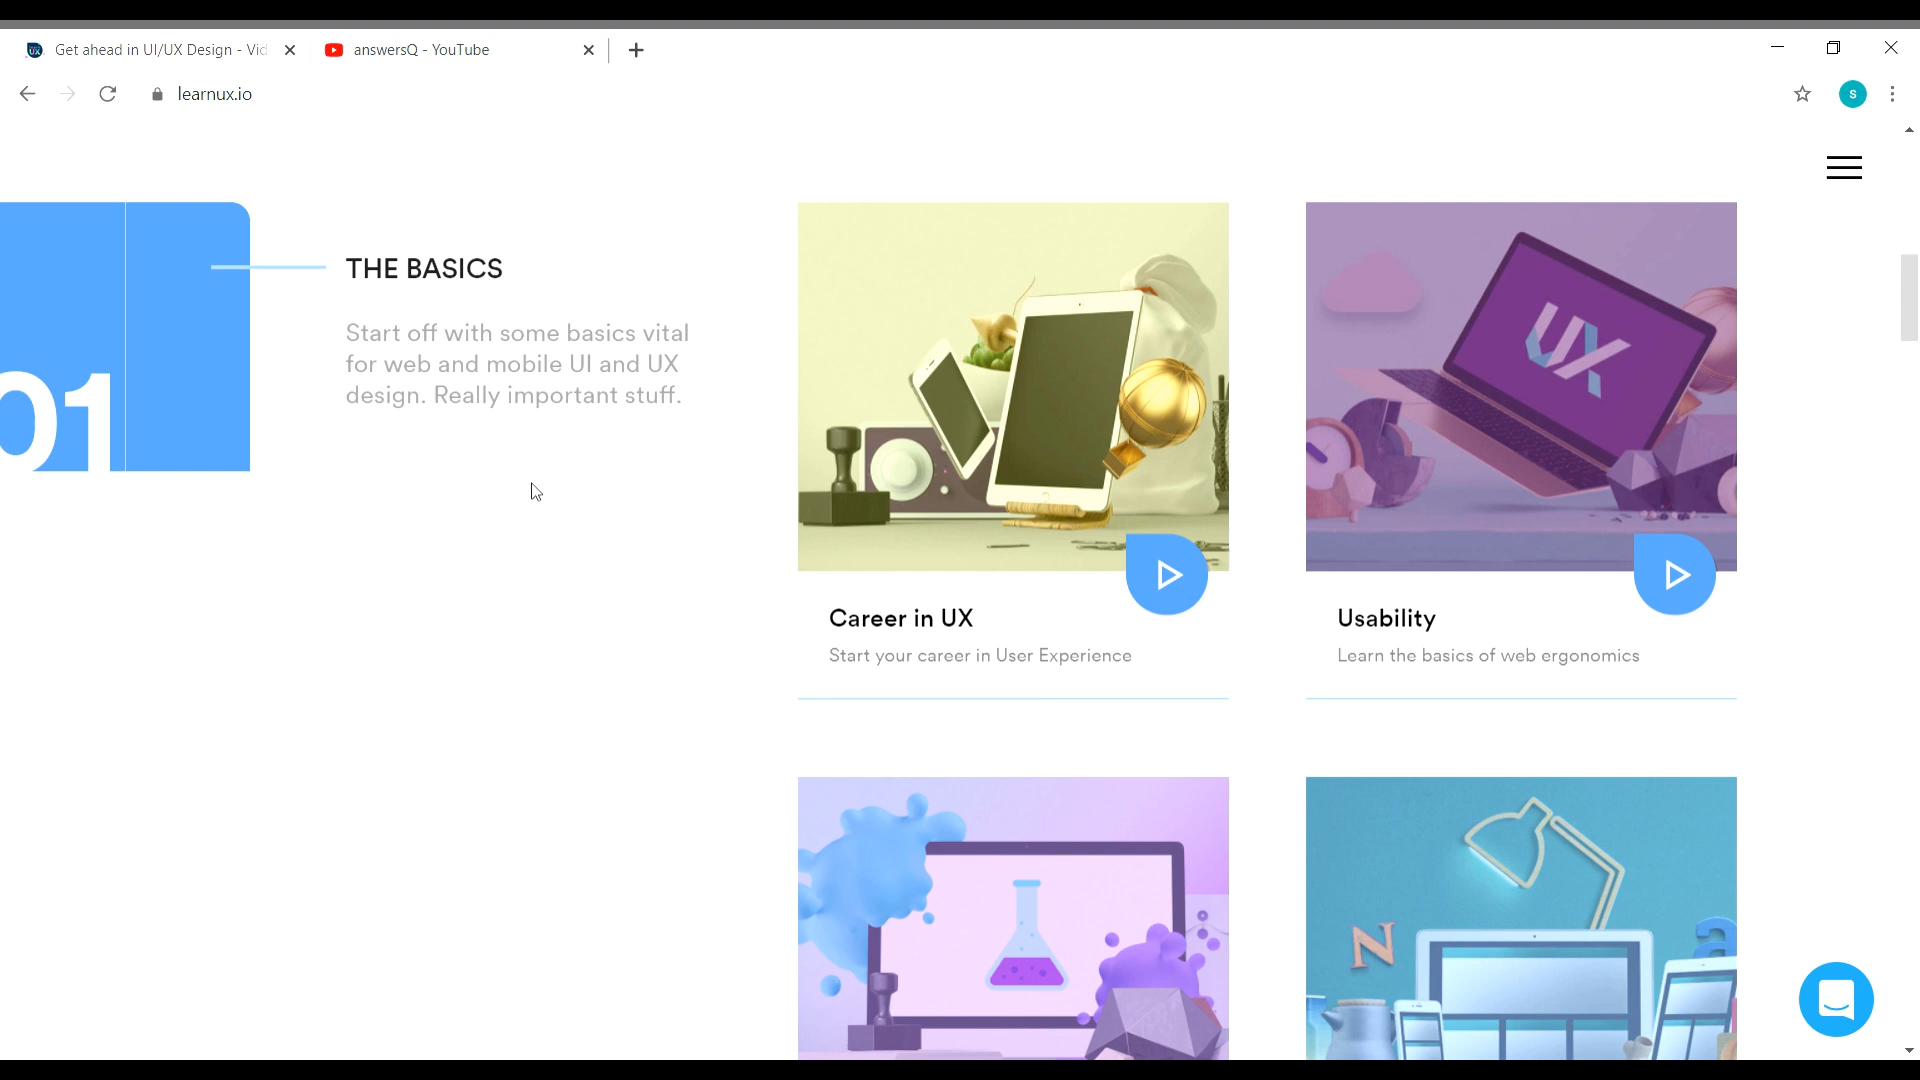 Get ahead in UI/UX Design - Vid
answersQ - YouTube
learnux.io
S
01
THE BASICS
Start off with some basics vital
for web and mobile UI and UX
design. Really important stuff.
UX
Career in UX
Start your career in User Experience
Usability
Learn the basics of web ergonomics
N
a